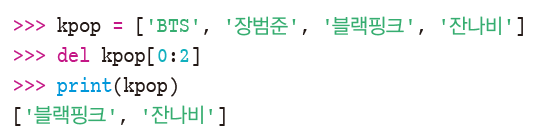 >>> kpop = ['BTS', '장범준', '블랙핑크', '잔나비']
>>> del kpop[0:2]
>>> print(kpop)
['블랙핑크', '잔나비']